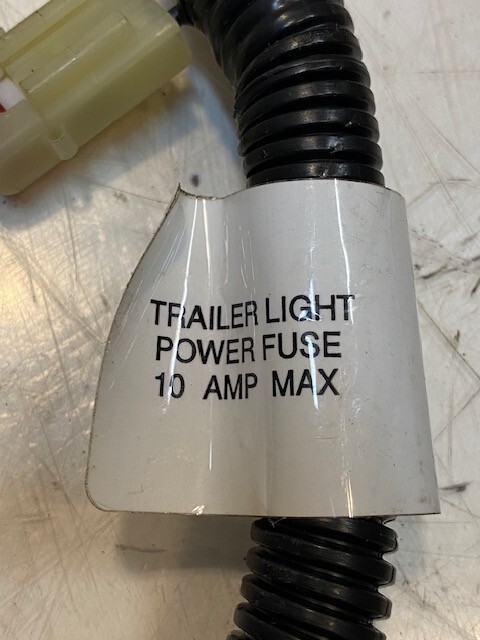 TRAILER LIGHT
POWER FUSE
10 AMP MAX